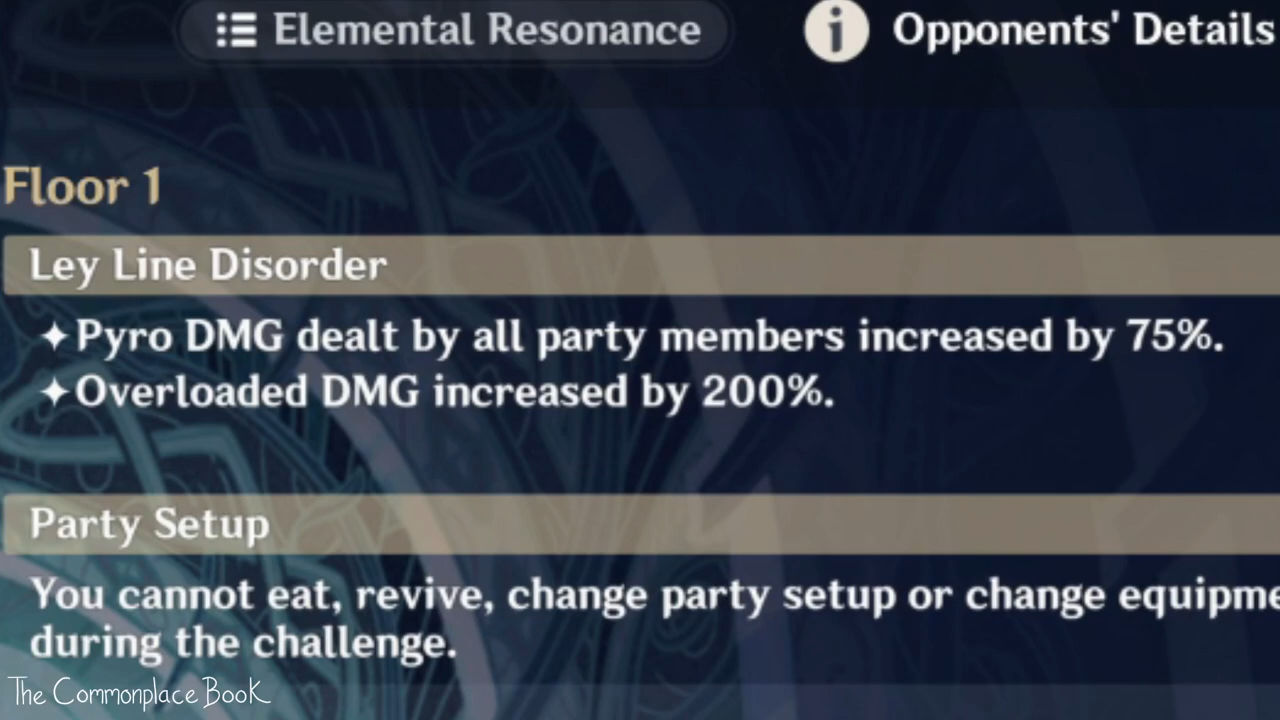 Elemental Resonance
Opponents' Details
Floor 1
Ley Line Disorder
✦Pyro DMG dealt by all party members increased by 75%.
✦Overloaded DMG increased by 200%.
Party Setup
You cannot eat, revive, change party setup or change equipme
during the challenge.
The Commonplace Book